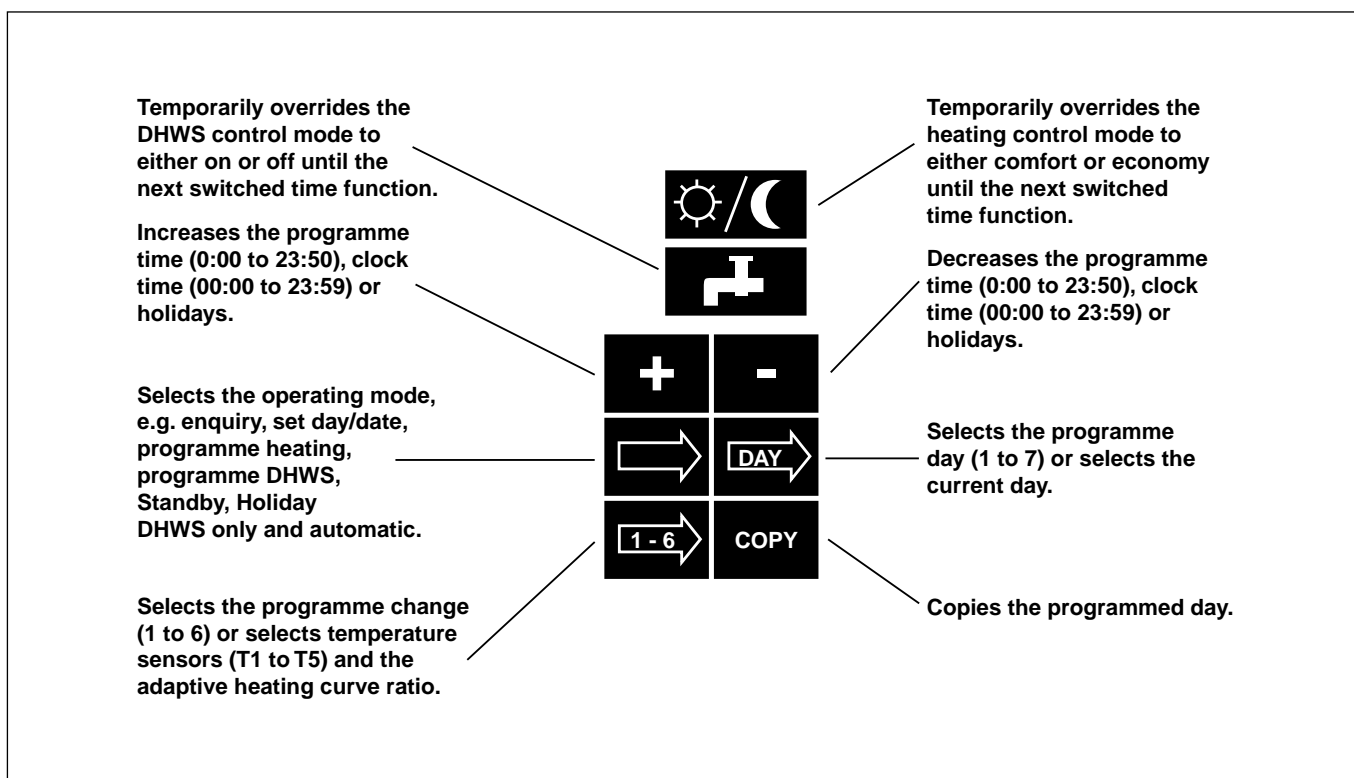 Temporarily overrides the
DHWS control mode to
either on or off until the
next switched time function.
Increases the programme
time (0:00 to 23:50), clock
time (00:00 to 23:59) or
holidays.
Selects the operating mode,
e.g. enquiry, set day/date,
programme heating,
programme DHWS,
Standby, Holiday
DHWS only and automatic.
Selects the programme change
(1 to 6) or selects temperature
sensors (T1 to T5) and the
adaptive heating curve ratio.
+
-
DAY
1 - 6
COPY
Temporarily overrides the
heating control mode to
either comfort or economy
until the next switched
time function.
Decreases the programme
time (0:00 to 23:50), clock
time (00:00 to 23:59) or
holidays.
Selects the programme
day (1 to 7) or selects the
current day.
Copies the programmed day.